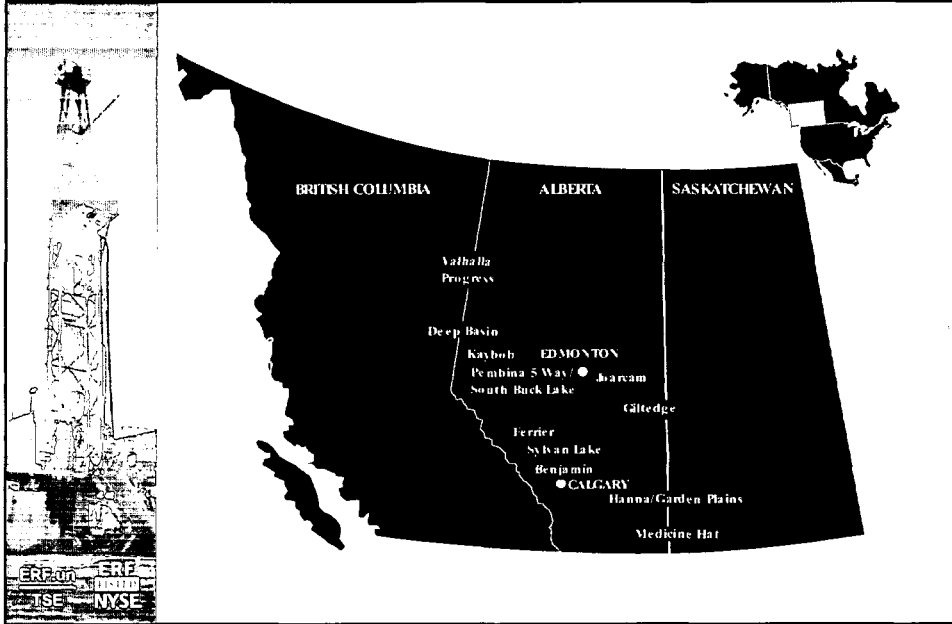 BRITISH COLUMBIA
ALBERTA
SASKATCHEWAN
Valhalla
Progress
Deep Basin
Kaybob
EDMONTON
Pembina 5 Way/
South Buck Lake
Joarcam
Giltedge
Ferrier
Sylvan Lake
Benjamin
CALGARY
Hanna/Garden Plains
Medicine Hat
ERF.un
TSE
ERF
LISTED
NYSE